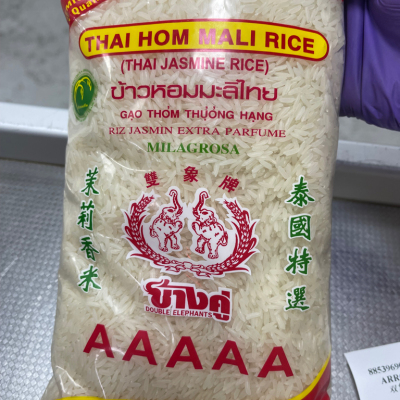 THAI HOM MALI RICE
(THAI JASMINE RICE)
ข้าวหอมมะลิไทย
GẠO THƠM THƯỢNG HẠNG
RIZ JASMIN EXTRA PARFUME
MILAGROSA
雙象牌
茉莉香米
泰國特選
ช้างคู่
DOUBLE ELEPHANTS
AAAAA